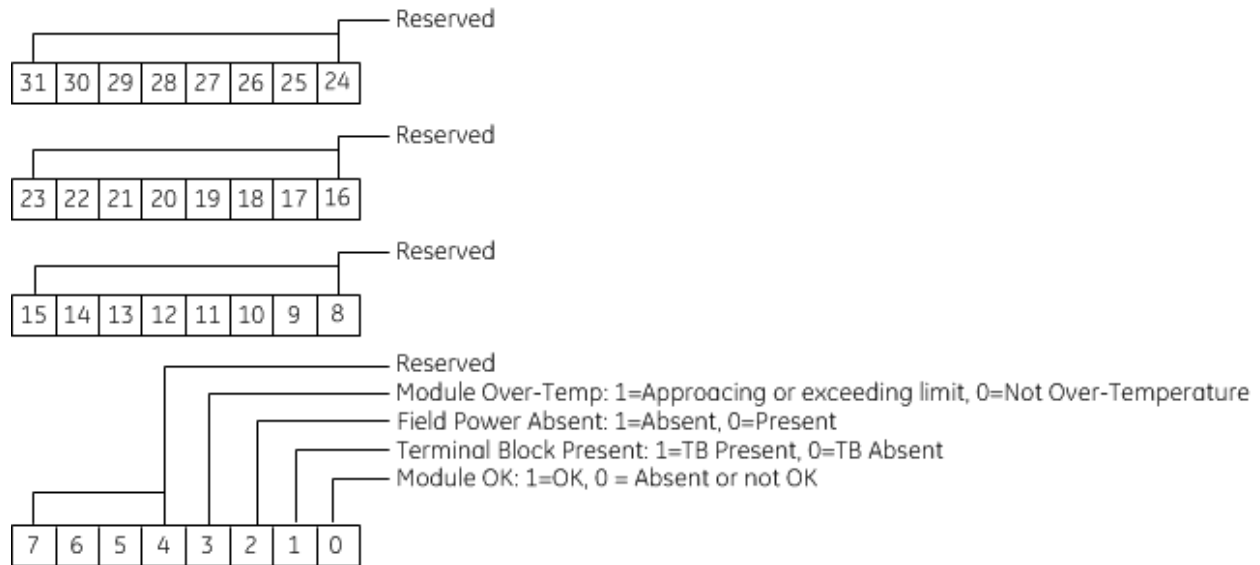 Reserved
31 30 29 28 27 26 25 24
Reserved
23 22 21 20 19 18 17 16
Reserved
15 14 13 12 11 10 9 8
Reserved
Module Over-Temp: 1=Approacing or exceeding limit, 0=Not Over-Temperature
Field Power Absent: 1=Absent, 0=Present
Terminal Block Present: 1=TB Present, 0=TB Absent
Module OK: 1=OK, 0 = Absent or not OK
7 6 5 4 3 2 1 0